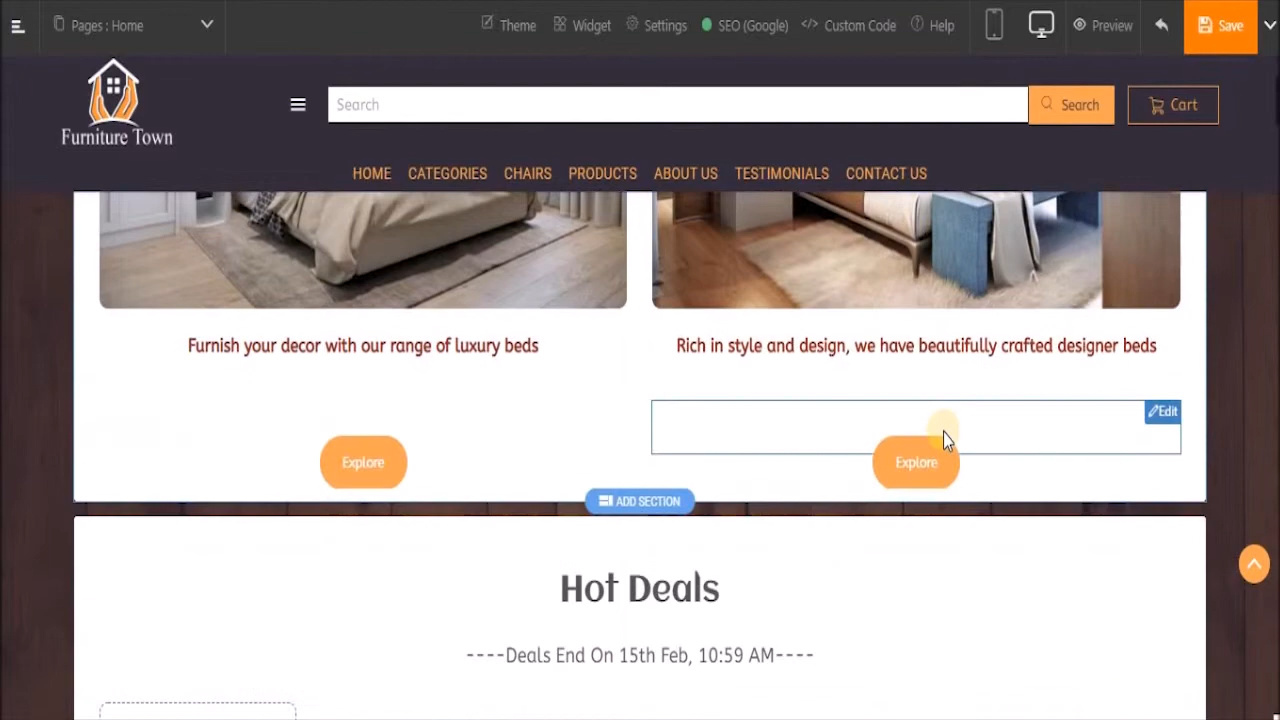 Pages : Home
Theme
Widget
Settings
SEO (Google)
Custom Code
Help
Preview
Save
Furniture Town
Search
Search
Cart
HOME
CATEGORIES
CHAIRS
PRODUCTS
ABOUT US
TESTIMONIALS
CONTACT US
Furnish your decor with our range of luxury beds
Rich in style and design, we have beautifully crafted designer beds
Edit
Explore
Explore
ADD SECTION
Hot Deals
----Deals End On 15th Feb, 10:59 AM----